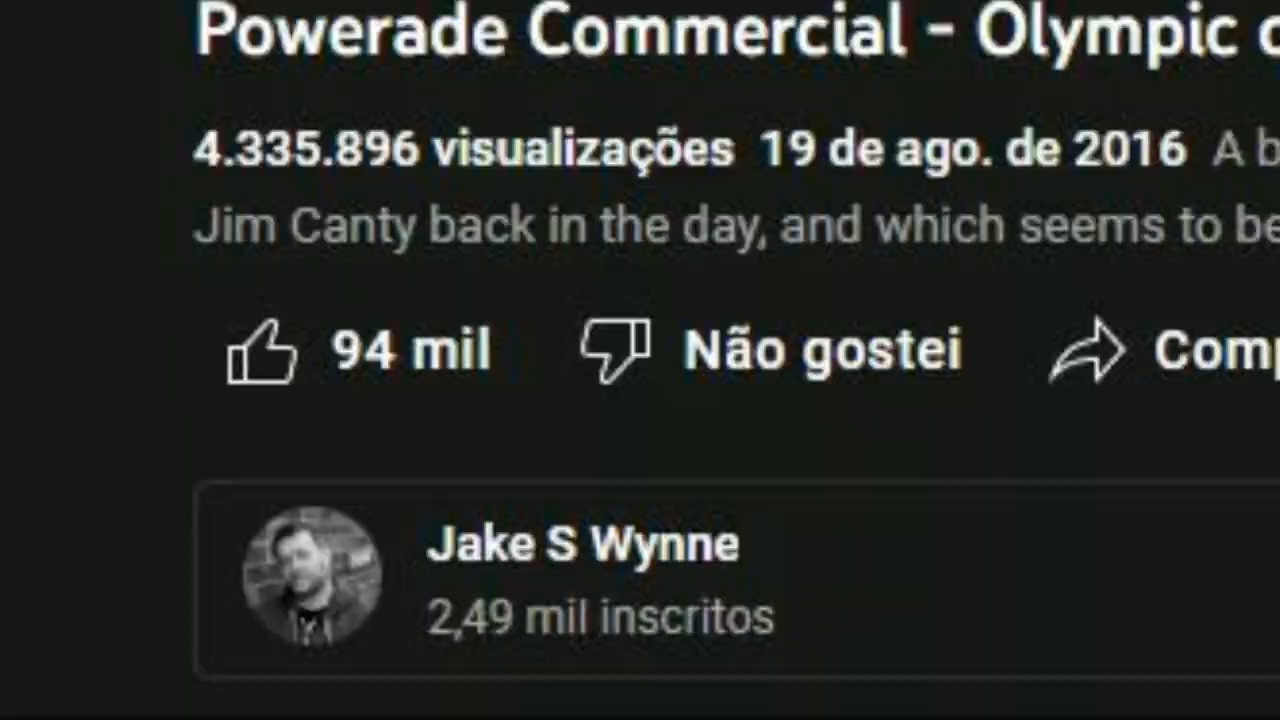 Powerade Commercial - Olympic
4.335.896 visualizações 19 de ago. de 2016 A
Jim Canty back in the day, and which seems to be
94 mil Não gostei Comp
Jake S Wynne
2,49 mil inscritos